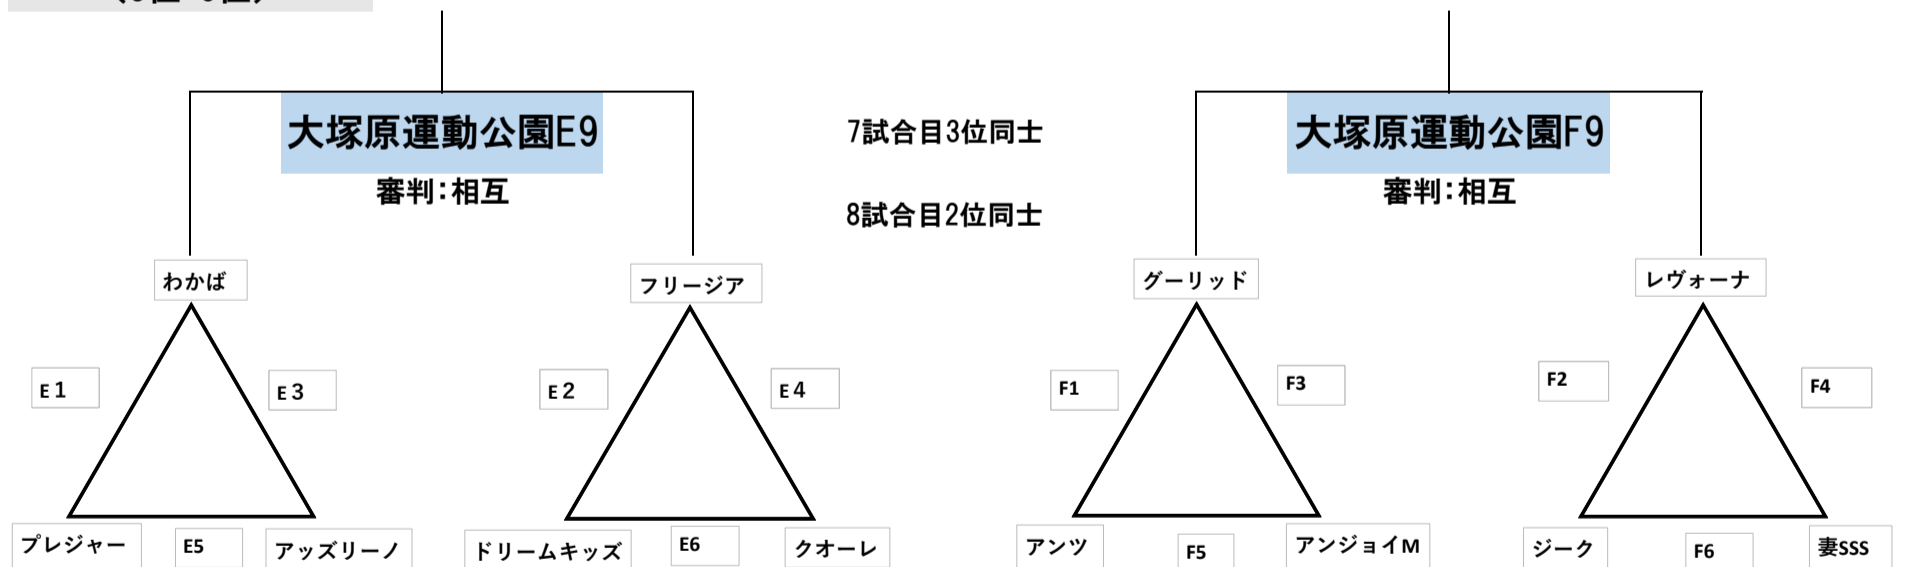 大塚原運動公園E9
審判:相互
7試合目3位同士
8試合目2位同士
大塚原運動公園F9
審判:相互
わかば
フリージア
グーリッド
レヴォーナ
E1
E3
E2
E4
F1
F3
F2
F4
プレジャー
E5
アッズリーノ
ドリームキッズ
E6
クオーレ
アンツ
F5
アンジョイM
ジーク
F6
妻SSS